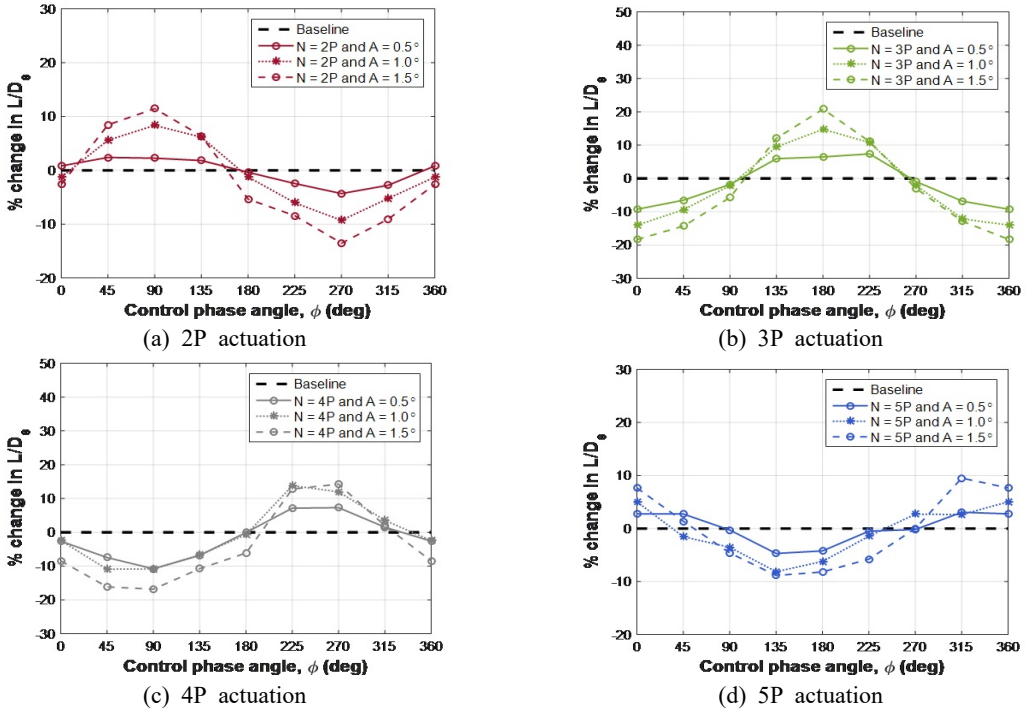 30
20
10
0
-10
-20
% change in L/Dₑ
Baseline
N = 2P and A = 0.5°
N = 2P and A = 1.0°
N = 2P and A = 1.5°
0 45 90 135 180 225 270 315 360
Control phase angle, ϕ (deg)
(a) 2P actuation
50
40
30
20
10
0
-10
-20
-30
% change in L/Dₑ
Baseline
N = 3P and A = 0.5°
N = 3P and A = 1.0°
N = 3P and A = 1.5°
0 45 90 135 180 225 270 315 360
Control phase angle, ϕ (deg)
(b) 3P actuation
50
40
30
20
10
0
-10
-20
-30
% change in L/Dₑ
Baseline
N = 4P and A = 0.5°
N = 4P and A = 1.0°
N = 4P and A = 1.5°
0 45 90 135 180 225 270 315 360
Control phase angle, ϕ (deg)
(c) 4P actuation
30
20
10
0
-10
-20
% change in L/Dₑ
Baseline
N = 5P and A = 0.5°
N = 5P and A = 1.0°
N = 5P and A = 1.5°
0 45 90 135 180 225 270 315 360
Control phase angle, ϕ (deg)
(d) 5P actuation